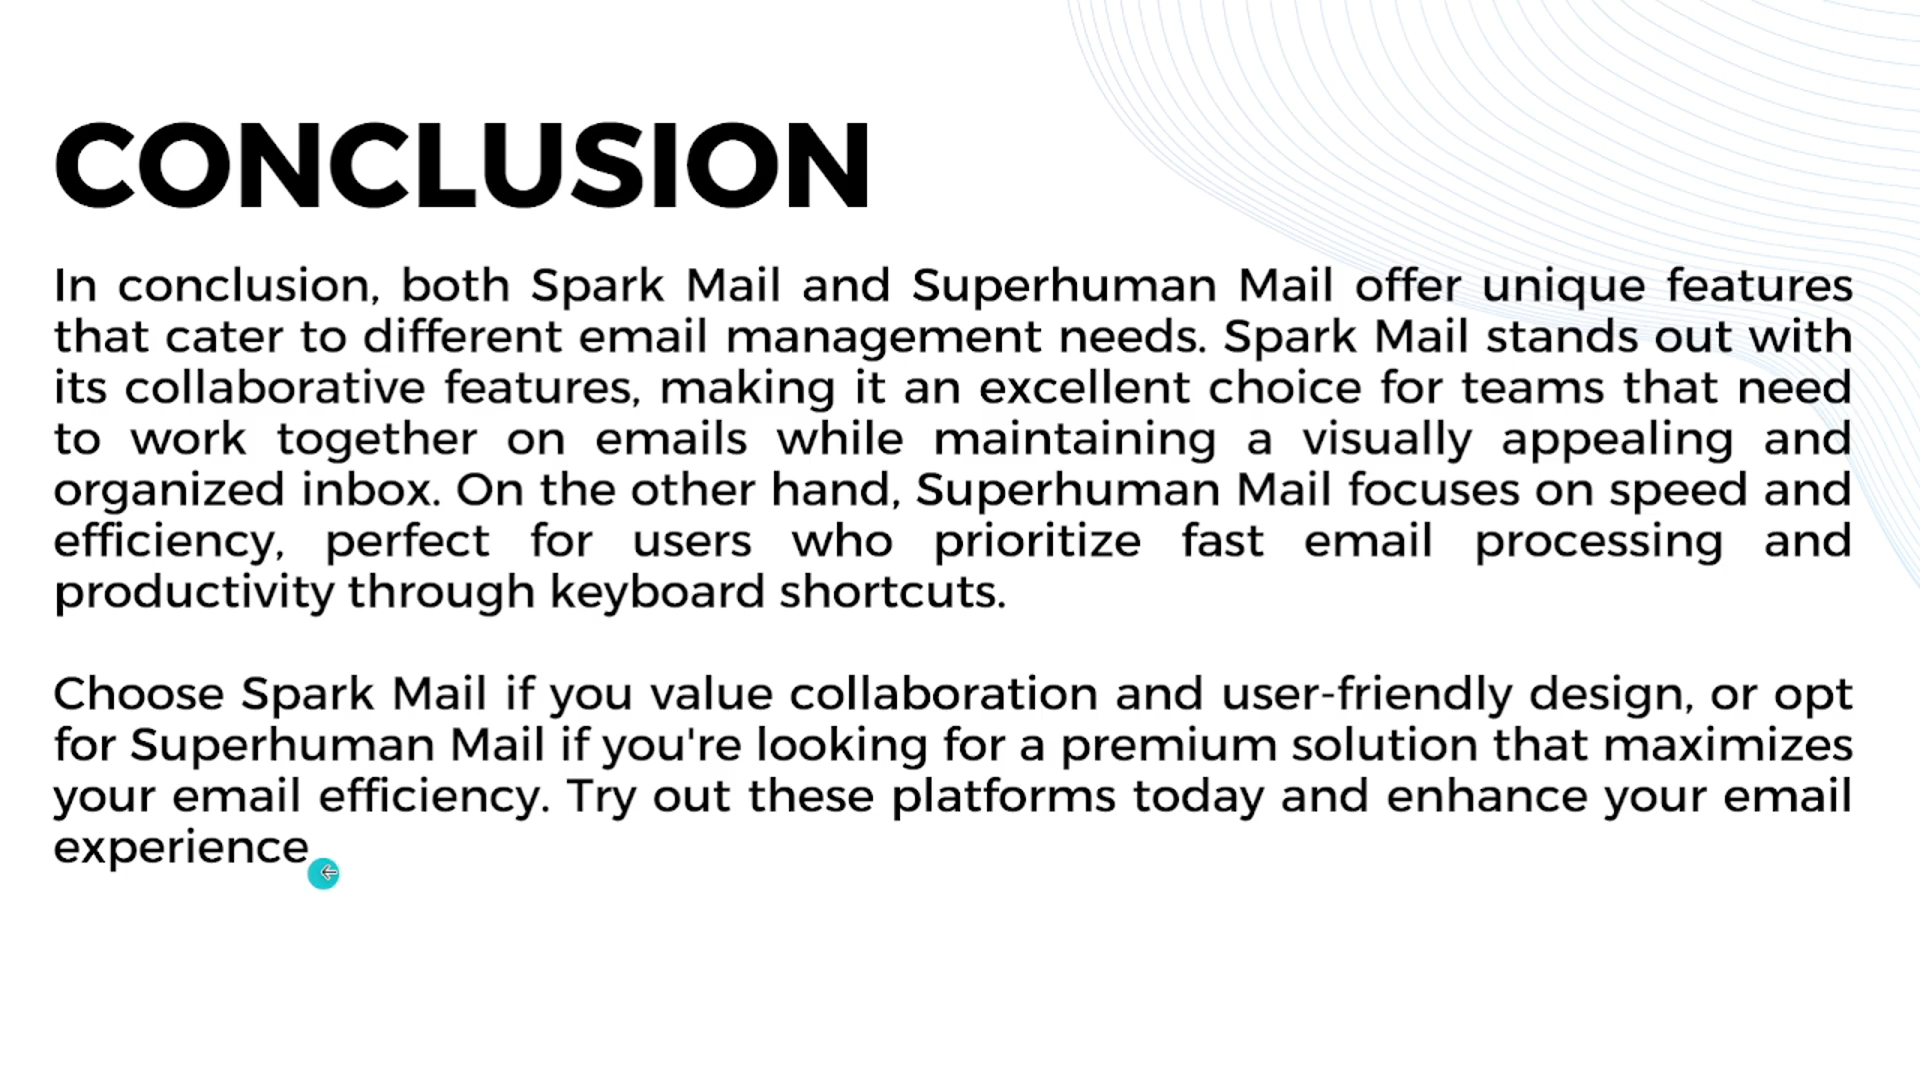 CONCLUSION
In conclusion, both Spark Mail and Superhuman Mail offer unique features
that cater to different email management needs. Spark Mail stands out with
its collaborative features, making it an excellent choice for teams that need
to work together on emails while maintaining a visually appealing and
organized inbox. On the other hand, Superhuman Mail focuses on speed and
efficiency, perfect for users who prioritize fast email processing and
productivity through keyboard shortcuts.
Choose Spark Mail if you value collaboration and user-friendly design, or opt
for Superhuman Mail if you're looking for a premium solution that maximizes
your email efficiency. Try out these platforms today and enhance your email
experience